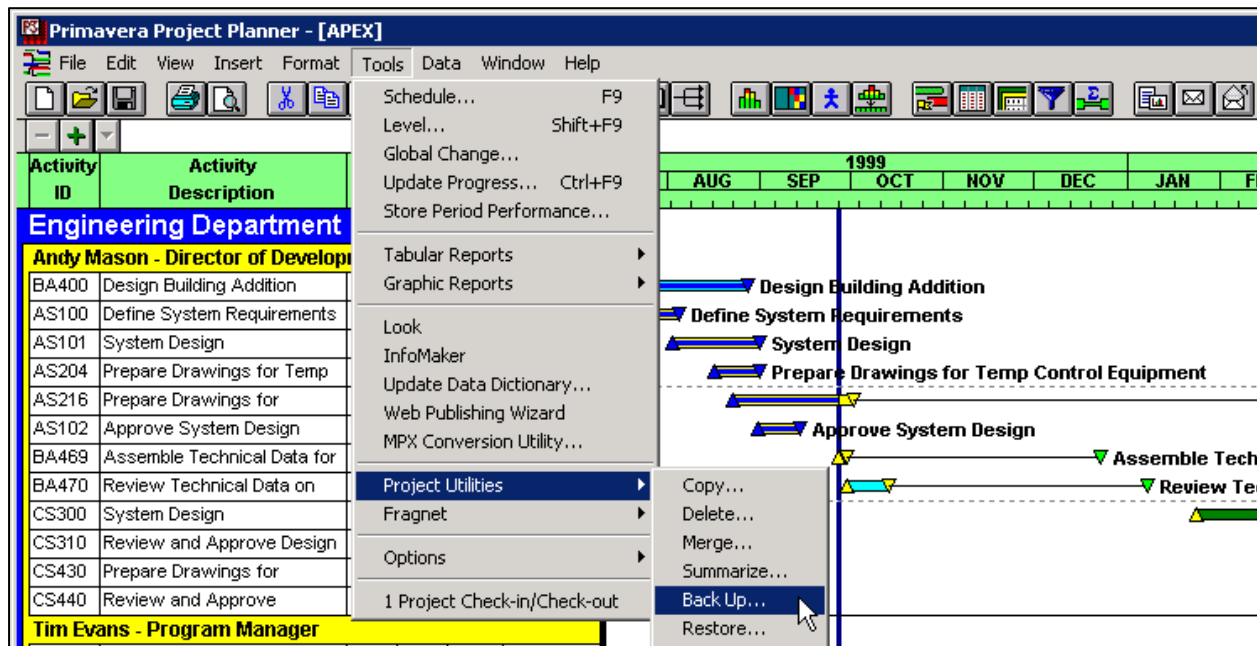 Primavera Project Planner - [APEX]
File Edit View Insert Format Tools Data Window Help
Schedule... F9
Level... Shift+F9
Global Change...
Update Progress... Ctrl+F9
Store Period Performance...
Tabular Reports
Graphic Reports
Look
InfoMaker
Update Data Dictionary...
Web Publishing Wizard
MPX Conversion Utility...
Project Utilities
Fragnet
Options
1 Project Check-in/Check-out
Copy...
Delete...
Merge...
Summarize...
Back Up...
Restore...
Activity ID Activity Description
1999
AUG SEP OCT NOV DEC JAN
Engineering Department
Andy Mason - Director of Develop
BA400 Design Building Addition
AS100 Define System Requirements
AS101 System Design
AS204 Prepare Drawings for Temp
AS216 Prepare Drawings for
AS102 Approve System Design
BA469 Assemble Technical Data for
BA470 Review Technical Data on
CS300 System Design
CS310 Review and Approve Design
CS430 Prepare Drawings for
CS440 Review and Approve
Tim Evans - Program Manager
Design Building Addition
Define System Requirements
System Design
Prepare Drawings for Temp Control Equipment
Approve System Design
Assemble Tech
Review Te